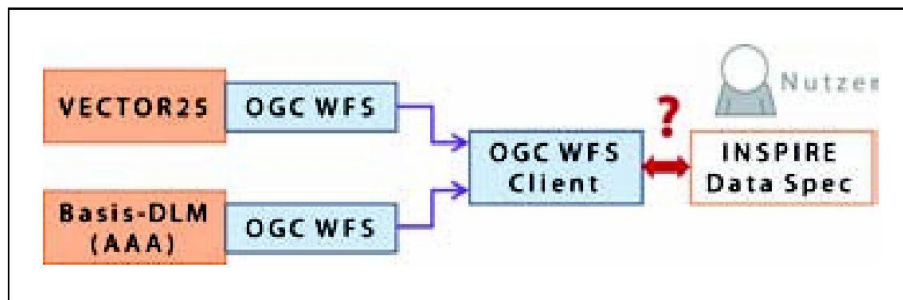 Nutzer
VECTOR25
OGC WFS
?
OGC WFS
Client
INSPIRE
Data Spec
Basis-DLM
(AAA)
OGC WFS